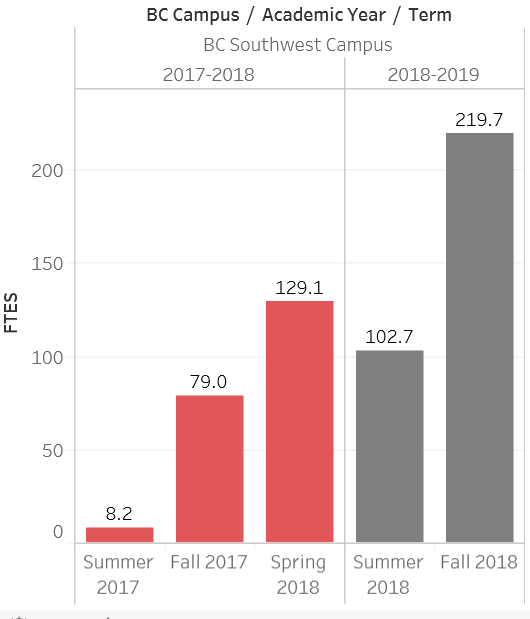 BC Campus / Academic Year / Term
BC Southwest Campus
2017-2018 2018-2019
219.7
200
150
129.1
102.7
100
79.0
50
8.2
0
FTES
Summer 2017
Fall 2017
Spring 2018
Summer 2018
Fall 2018